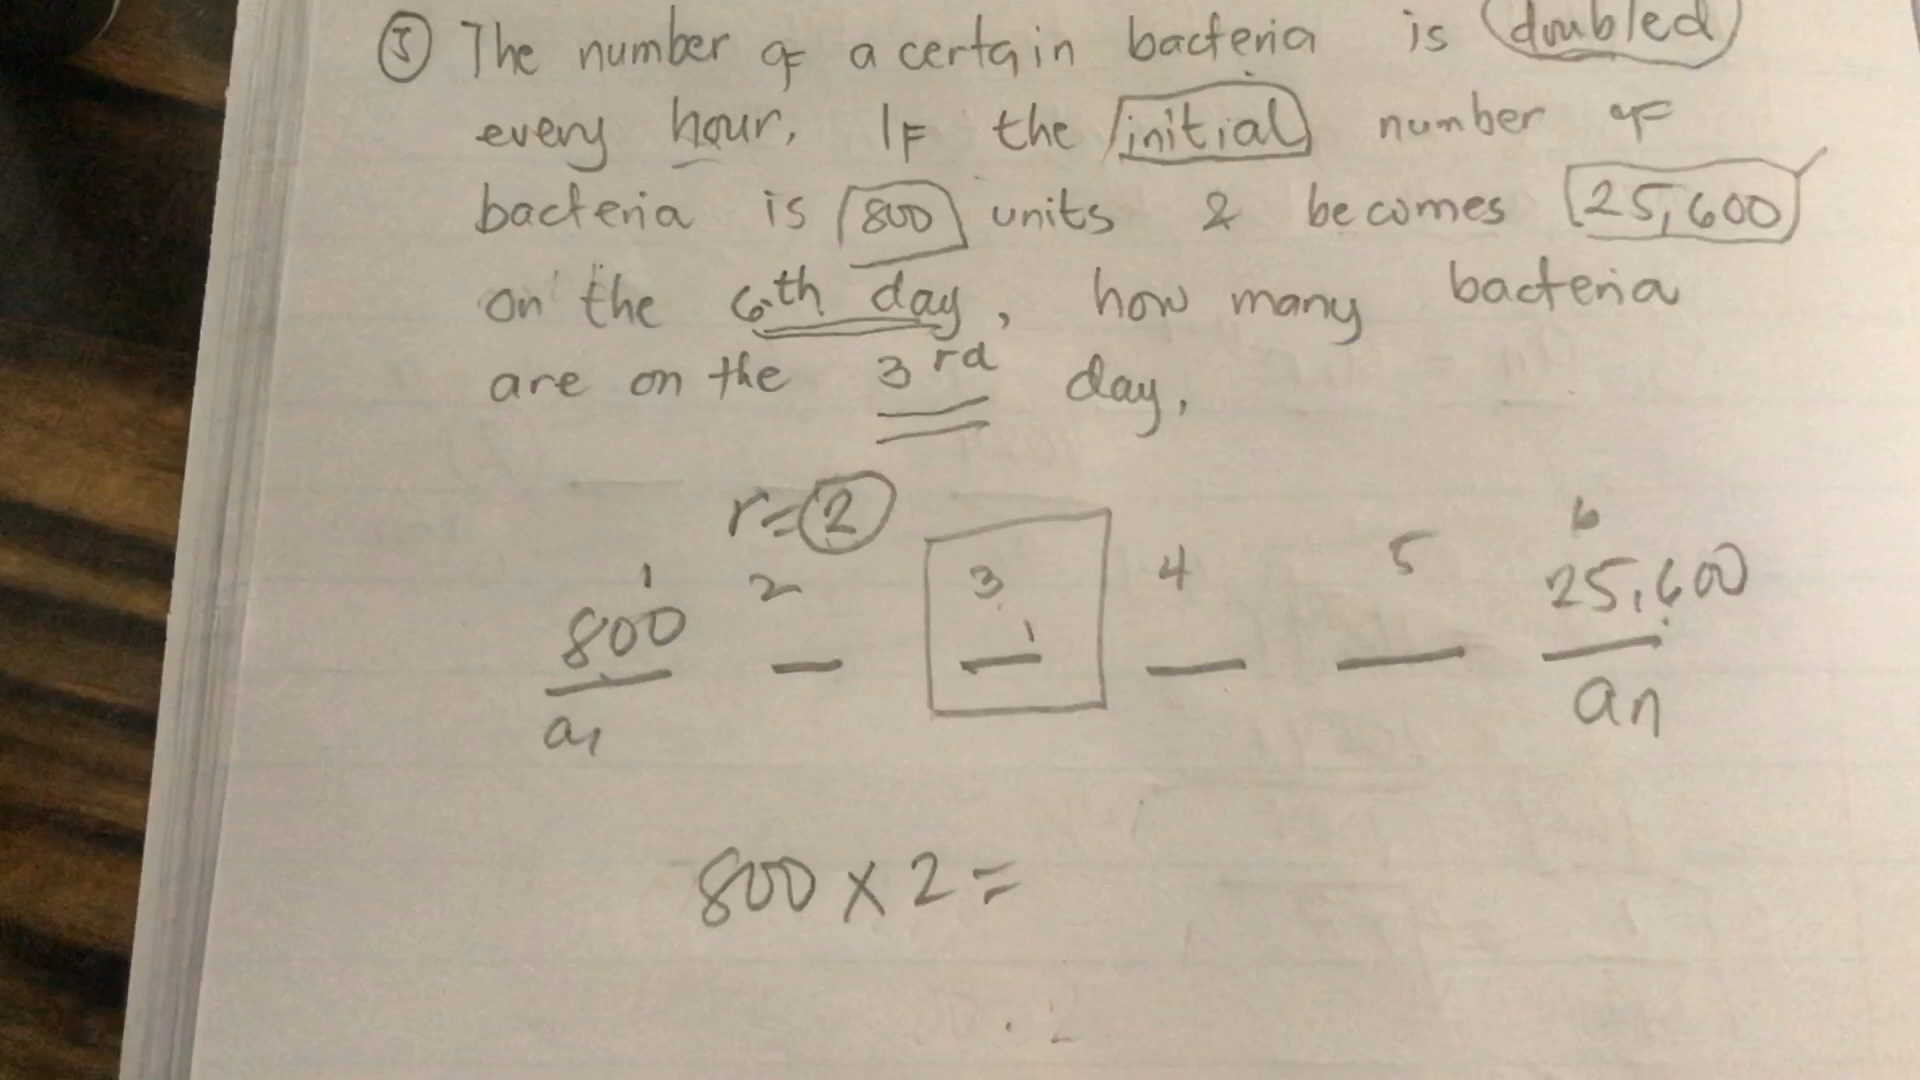 ⑤ The number of a certain bacteria is doubled
every hour, IF the initial number of
bacteria is 800 units & becomes 25,600
on the 6th day, how many bacteria
are on the 3rd day,
r=2
1 2 3 4 5 6
800 25,600
a1 an
800 x 2 =